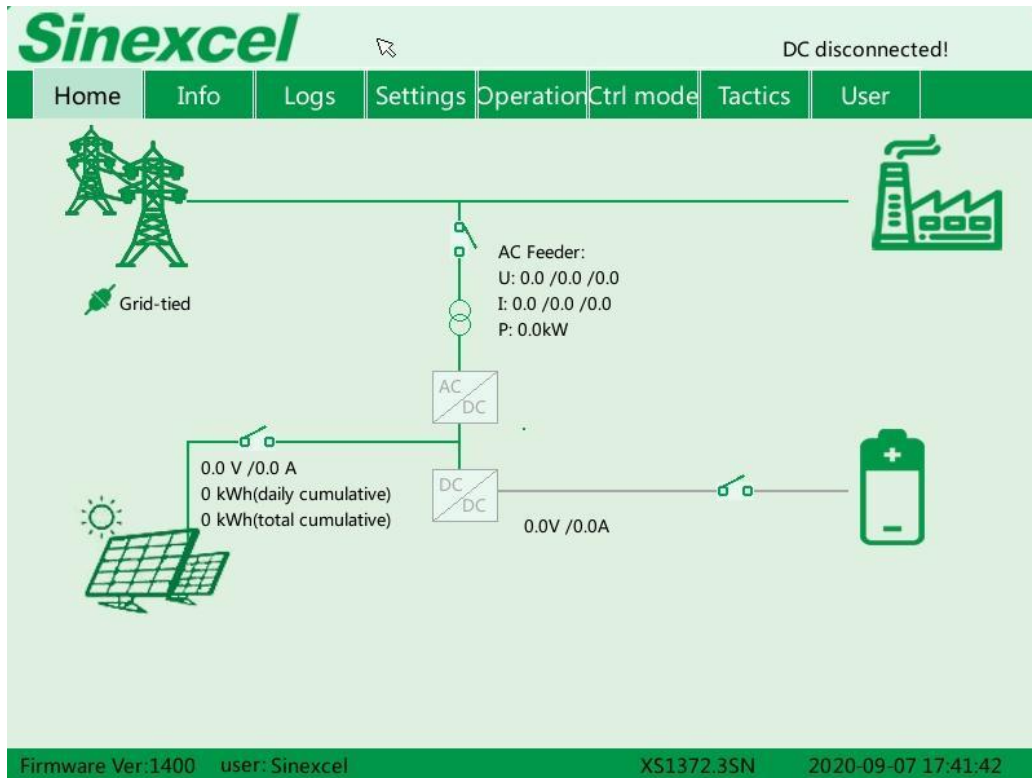 Sinexcel
DC disconnected!
Home Info Logs Settings Operation Ctrl mode Tactics User
AC Feeder:
U: 0.0 /0.0 /0.0
I: 0.0 /0.0 /0.0
P: 0.0kW
Grid-tied
AC
DC
0.0 V /0.0 A
0 kWh(daily cumulative)
0 kWh(total cumulative)
DC
DC
0.0V /0.0A
Firmware Ver:1400 user: Sinexcel XS1372.3SN 2020-09-07 17:41:42